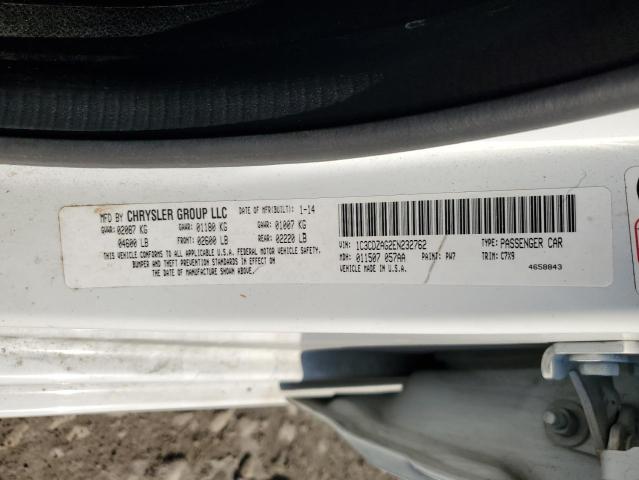 MFD BY CHRYSLER GROUP LLC DATE OF MFR(BUILT): 1-14
GVWR: 02087 KG GAWR: 01180 KG GAWR: 01007 KG
04600 LB FRONT: 02600 LB REAR: 02220 LB
THIS VEHICLE CONFORMS TO ALL APPLICABLE U.S.A. FEDERAL MOTOR VEHICLE SAFETY,
BUMPER AND THEFT PREVENTION STANDARDS IN EFFECT ON
THE DATE OF MANUFACTURE SHOWN ABOVE.
VIN: 1C3CDZAG2EN232762 TYPE: PASSENGER CAR
MDH: 011507 057AA PAINT: PW7 TRIM: C7X9
MADE IN U.S.A. 4658843